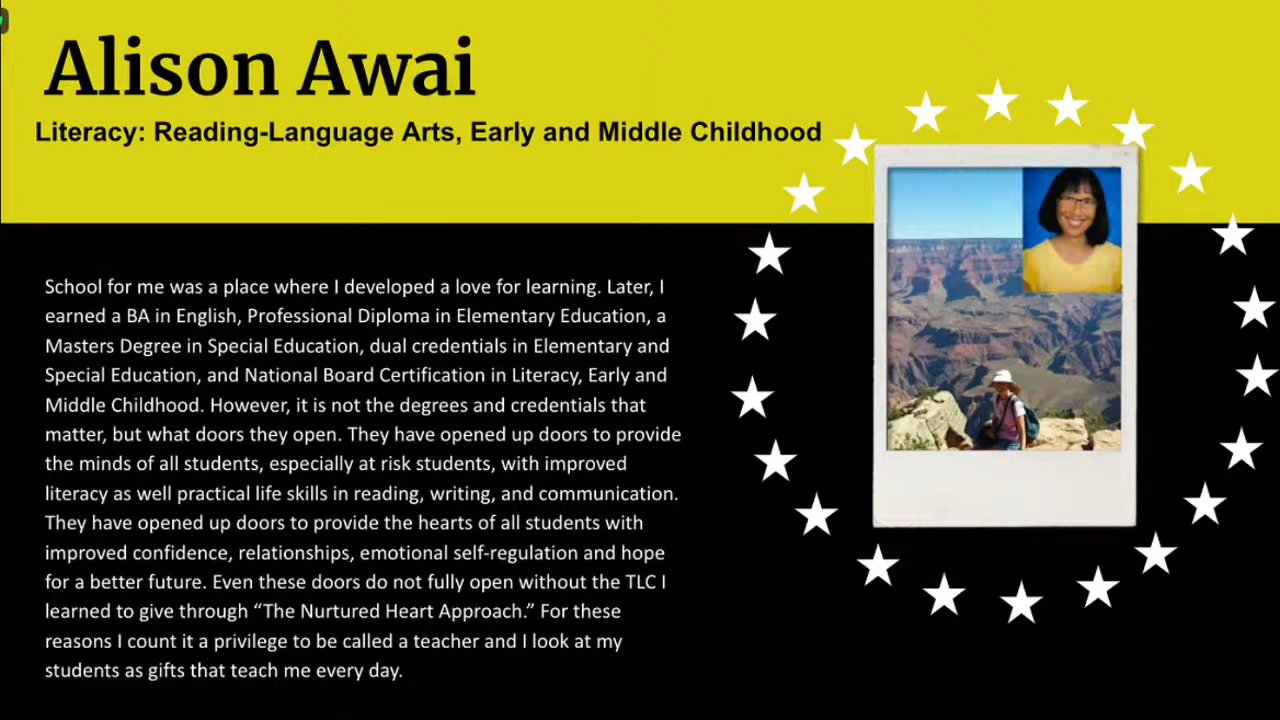 Alison Awai
Literacy: Reading-Language Arts, Early and Middle Childhood
School for me was a place where I developed a love for learning. Later, I
earned a BA in English, Professional Diploma in Elementary Education, a
Masters Degree in Special Education, dual credentials in Elementary and
Special Education, and National Board Certification in Literacy, Early and
Middle Childhood. However, it is not the degrees and credentials that
matter, but what doors they open. They have opened up doors to provide
the minds of all students, especially at risk students, with improved
literacy as well practical life skills in reading, writing, and communication.
They have opened up doors to provide the hearts of all students with
improved confidence, relationships, emotional self-regulation and hope
for a better future. Even these doors do not fully open without the TLC I
learned to give through “The Nurtured Heart Approach.” For these
reasons I count it a privilege to be called a teacher and I look at my
students as gifts that teach me every day.